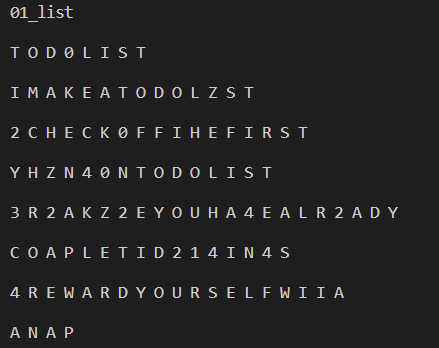 01_list
T O D 0 L I S T
I M A K E A T O D O L Z S T
2 C H E C K 0 F F I H E F I R S T
Y H Z N 4 0 N T O D O L I S T
3 R 2 A K Z 2 E Y O U H A 4 E A L R 2 A D Y
C O A P L E T I D 2 1 4 I N 4 S
4 R E W A R D Y O U R S E L F W I I A
A N A P